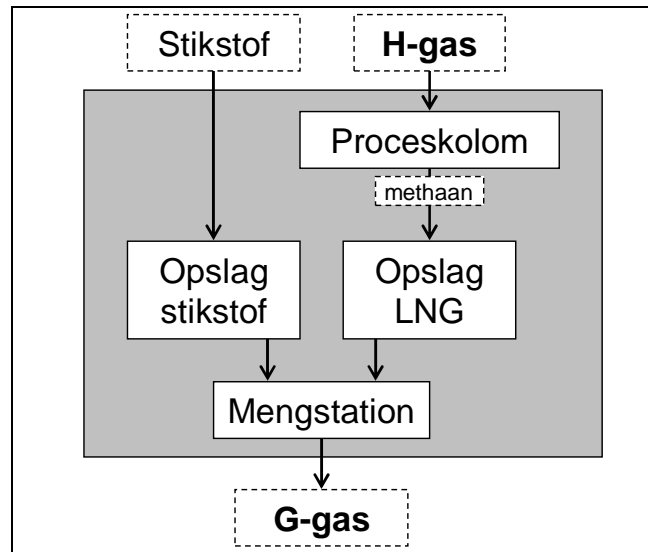 Stikstof
H-gas
Proceskolom
methaan
Opslag
stikstof
Opslag
LNG
Mengstation
G-gas